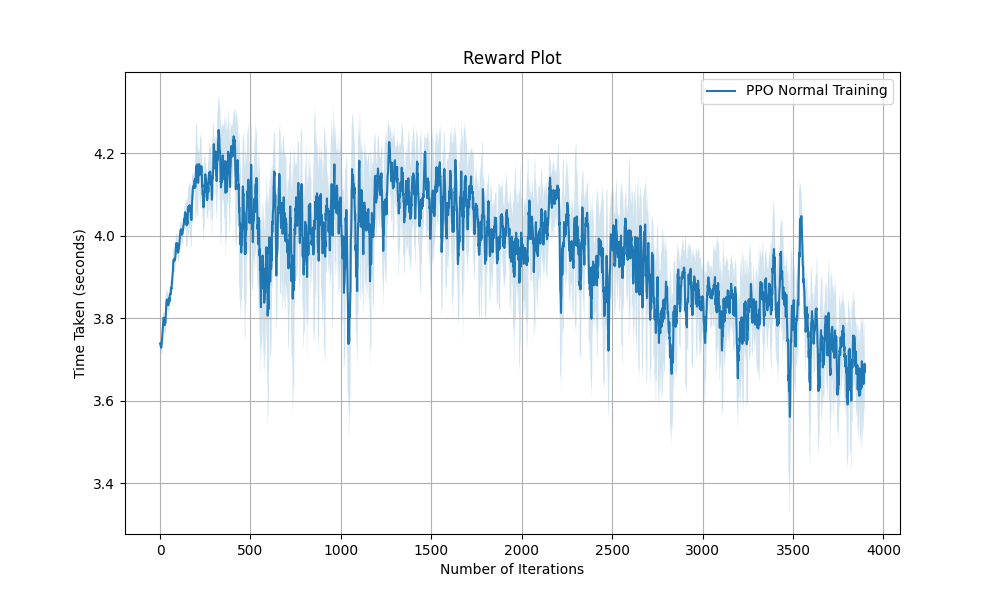 Reward Plot
PPO Normal Training
Time Taken (seconds)
4.2
4.0
3.8
3.6
3.4
0 500 1000 1500 2000 2500 3000 3500 4000
Number of Iterations